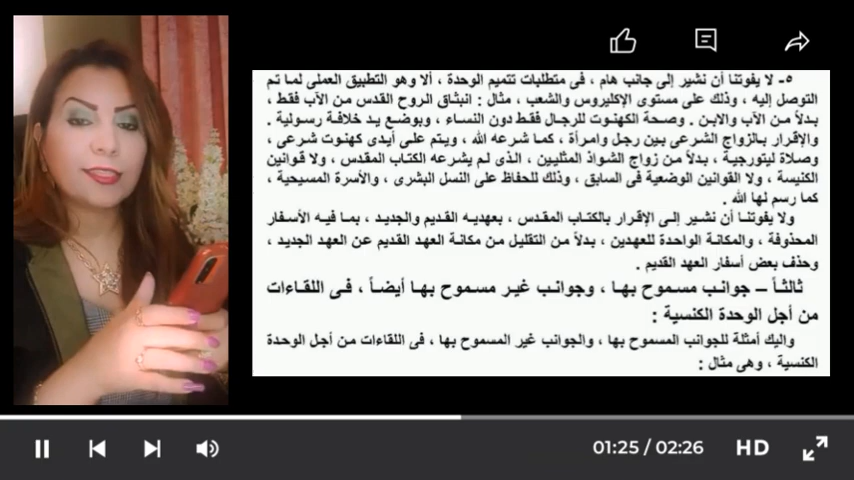 ٥- لا يفوتنا أن نشير إلى جانب هام ، فى متطلبات تتميم الوحدة ، ألا وهو التطبيق العملى لما تم
التوصل إليه ، وذلك على مستوى الإكليروس والشعب ، مثال : انبثاق الروح القدس من الآب فقط ،
بدلاً من الآب والابن . وصحة الكهنوت للرجال فقط دون النساء ، وبوضع يد خلافة رسولية .
والإقرار بالزواج الشرعى بين رجل وامرأة ، كما شرعه الله ، ويتم على أيدى كهنوت شرعى ،
وصلاة ليتورجية ، بدلاً من زواج الشواذ المثليين ، الذى لم يشرعه الكتاب المقدس ، ولا قوانين
الكنيسة ، ولا القوانين الوضعية فى السابق ، وذلك للحفاظ على النسل البشرى ، والأسرة المسيحية ،
كما رسم لها الله .
ولا يفوتنا أن نشير إلى الإقرار بالكتاب المقدس ، بعهديه القديم والجديد ، بما فيه الأسفار
المحذوفة ، والمكانة الواحدة للعهدين ، بدلاً من التقليل من مكانة العهد القديم عن العهد الجديد ،
وحذف بعض أسفار العهد القديم .
ثالثاً – جوانب مسموح بها ، وجوانب غير مسموح بها أيضاً ، فى اللقاءات
من أجل الوحدة الكنسية :
واليك أمثلة للجوانب المسموح بها ، والجوانب غير المسموح بها ، فى اللقاءات من أجل الوحدة
الكنسية ، وهى مثال :
01:25 / 02:26 HD